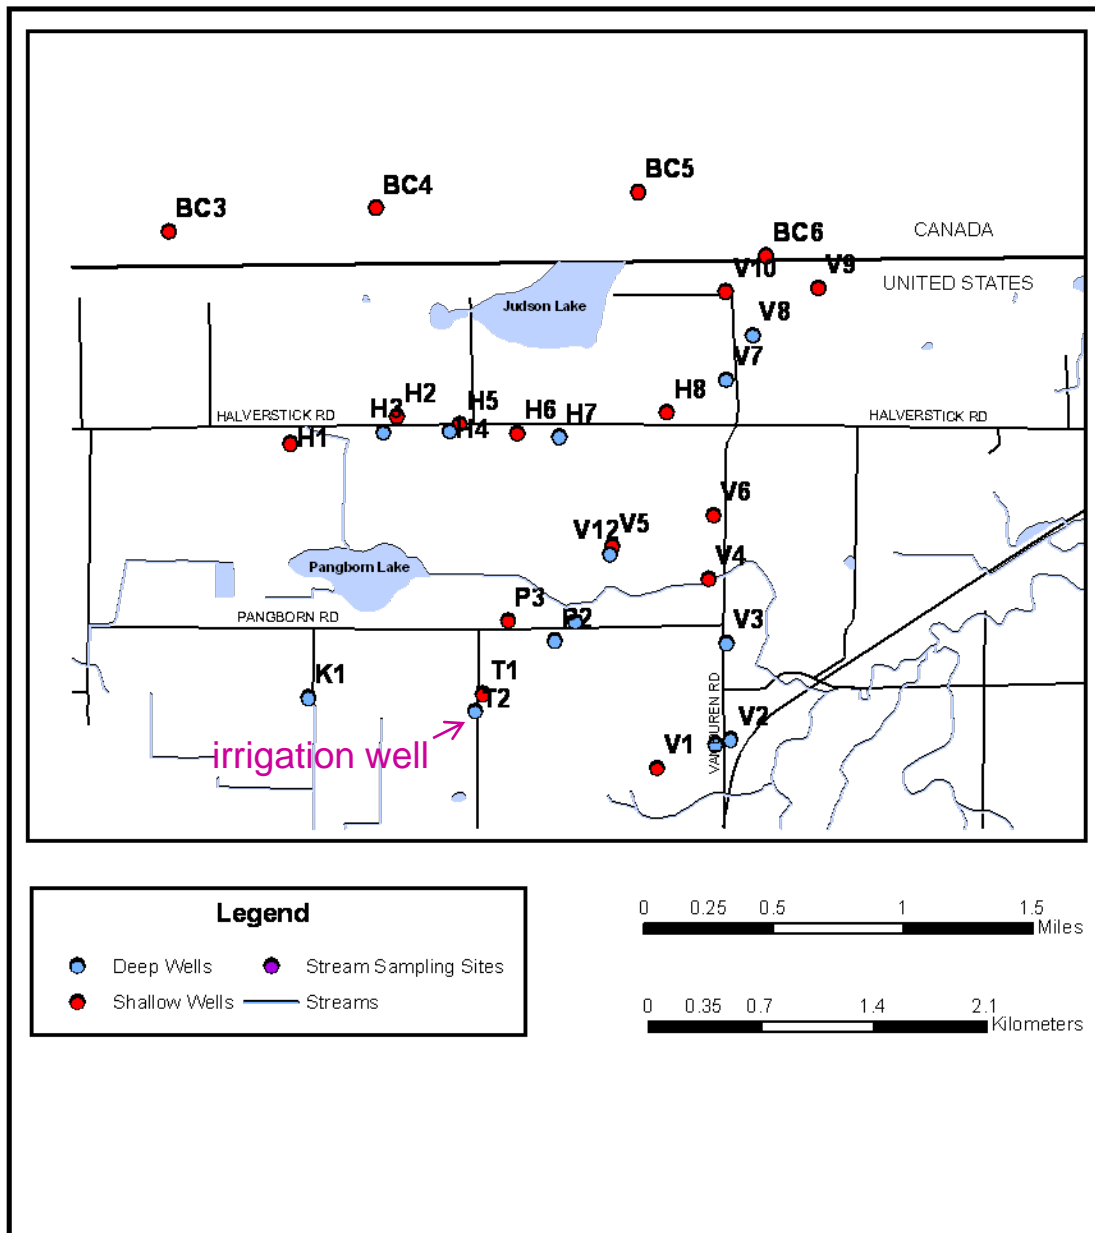 BC5
BC4
BC3
BC6
CANADA
V10
V9
UNITED STATES
Judson Lake
V8
V7
H2
H5
H8
HALVERSTICK RD
H3
H6
H7
HALVERSTICK RD
H1
H4
V6
V12
V5
Pangborn Lake
V4
P3
PANGBORN RD
P2
V3
K1
T1
T2
irrigation well
V1
V2
VANBUREN RD
Legend
Deep Wells
Stream Sampling Sites
Shallow Wells
Streams
0 0.25 0.5 1 1.5
Miles
0 0.35 0.7 1.4 2.1
Kilometers